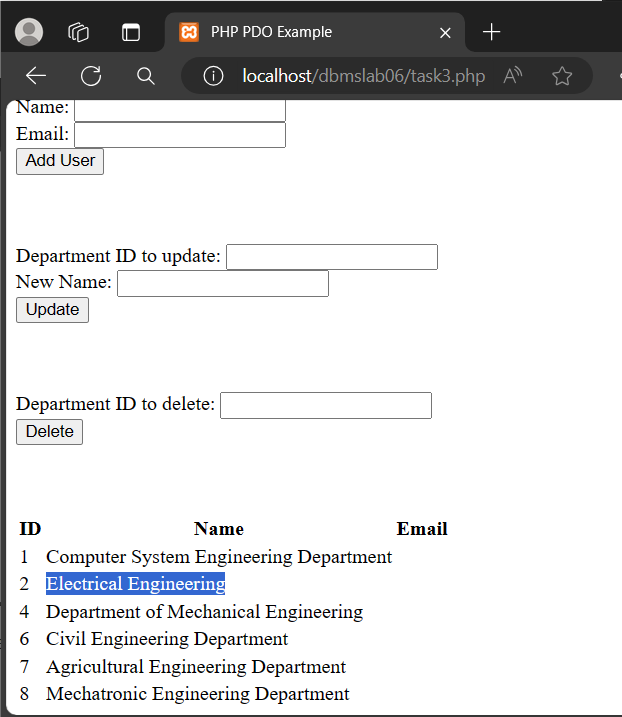 PHP PDO Example
localhost/dbmslab06/task3.php
Name:
Email:
Add User
Department ID to update:
New Name:
Update
Department ID to delete:
Delete
ID Name Email
1 Computer System Engineering Department
2 Electrical Engineering
4 Department of Mechanical Engineering
6 Civil Engineering Department
7 Agricultural Engineering Department
8 Mechatronic Engineering Department